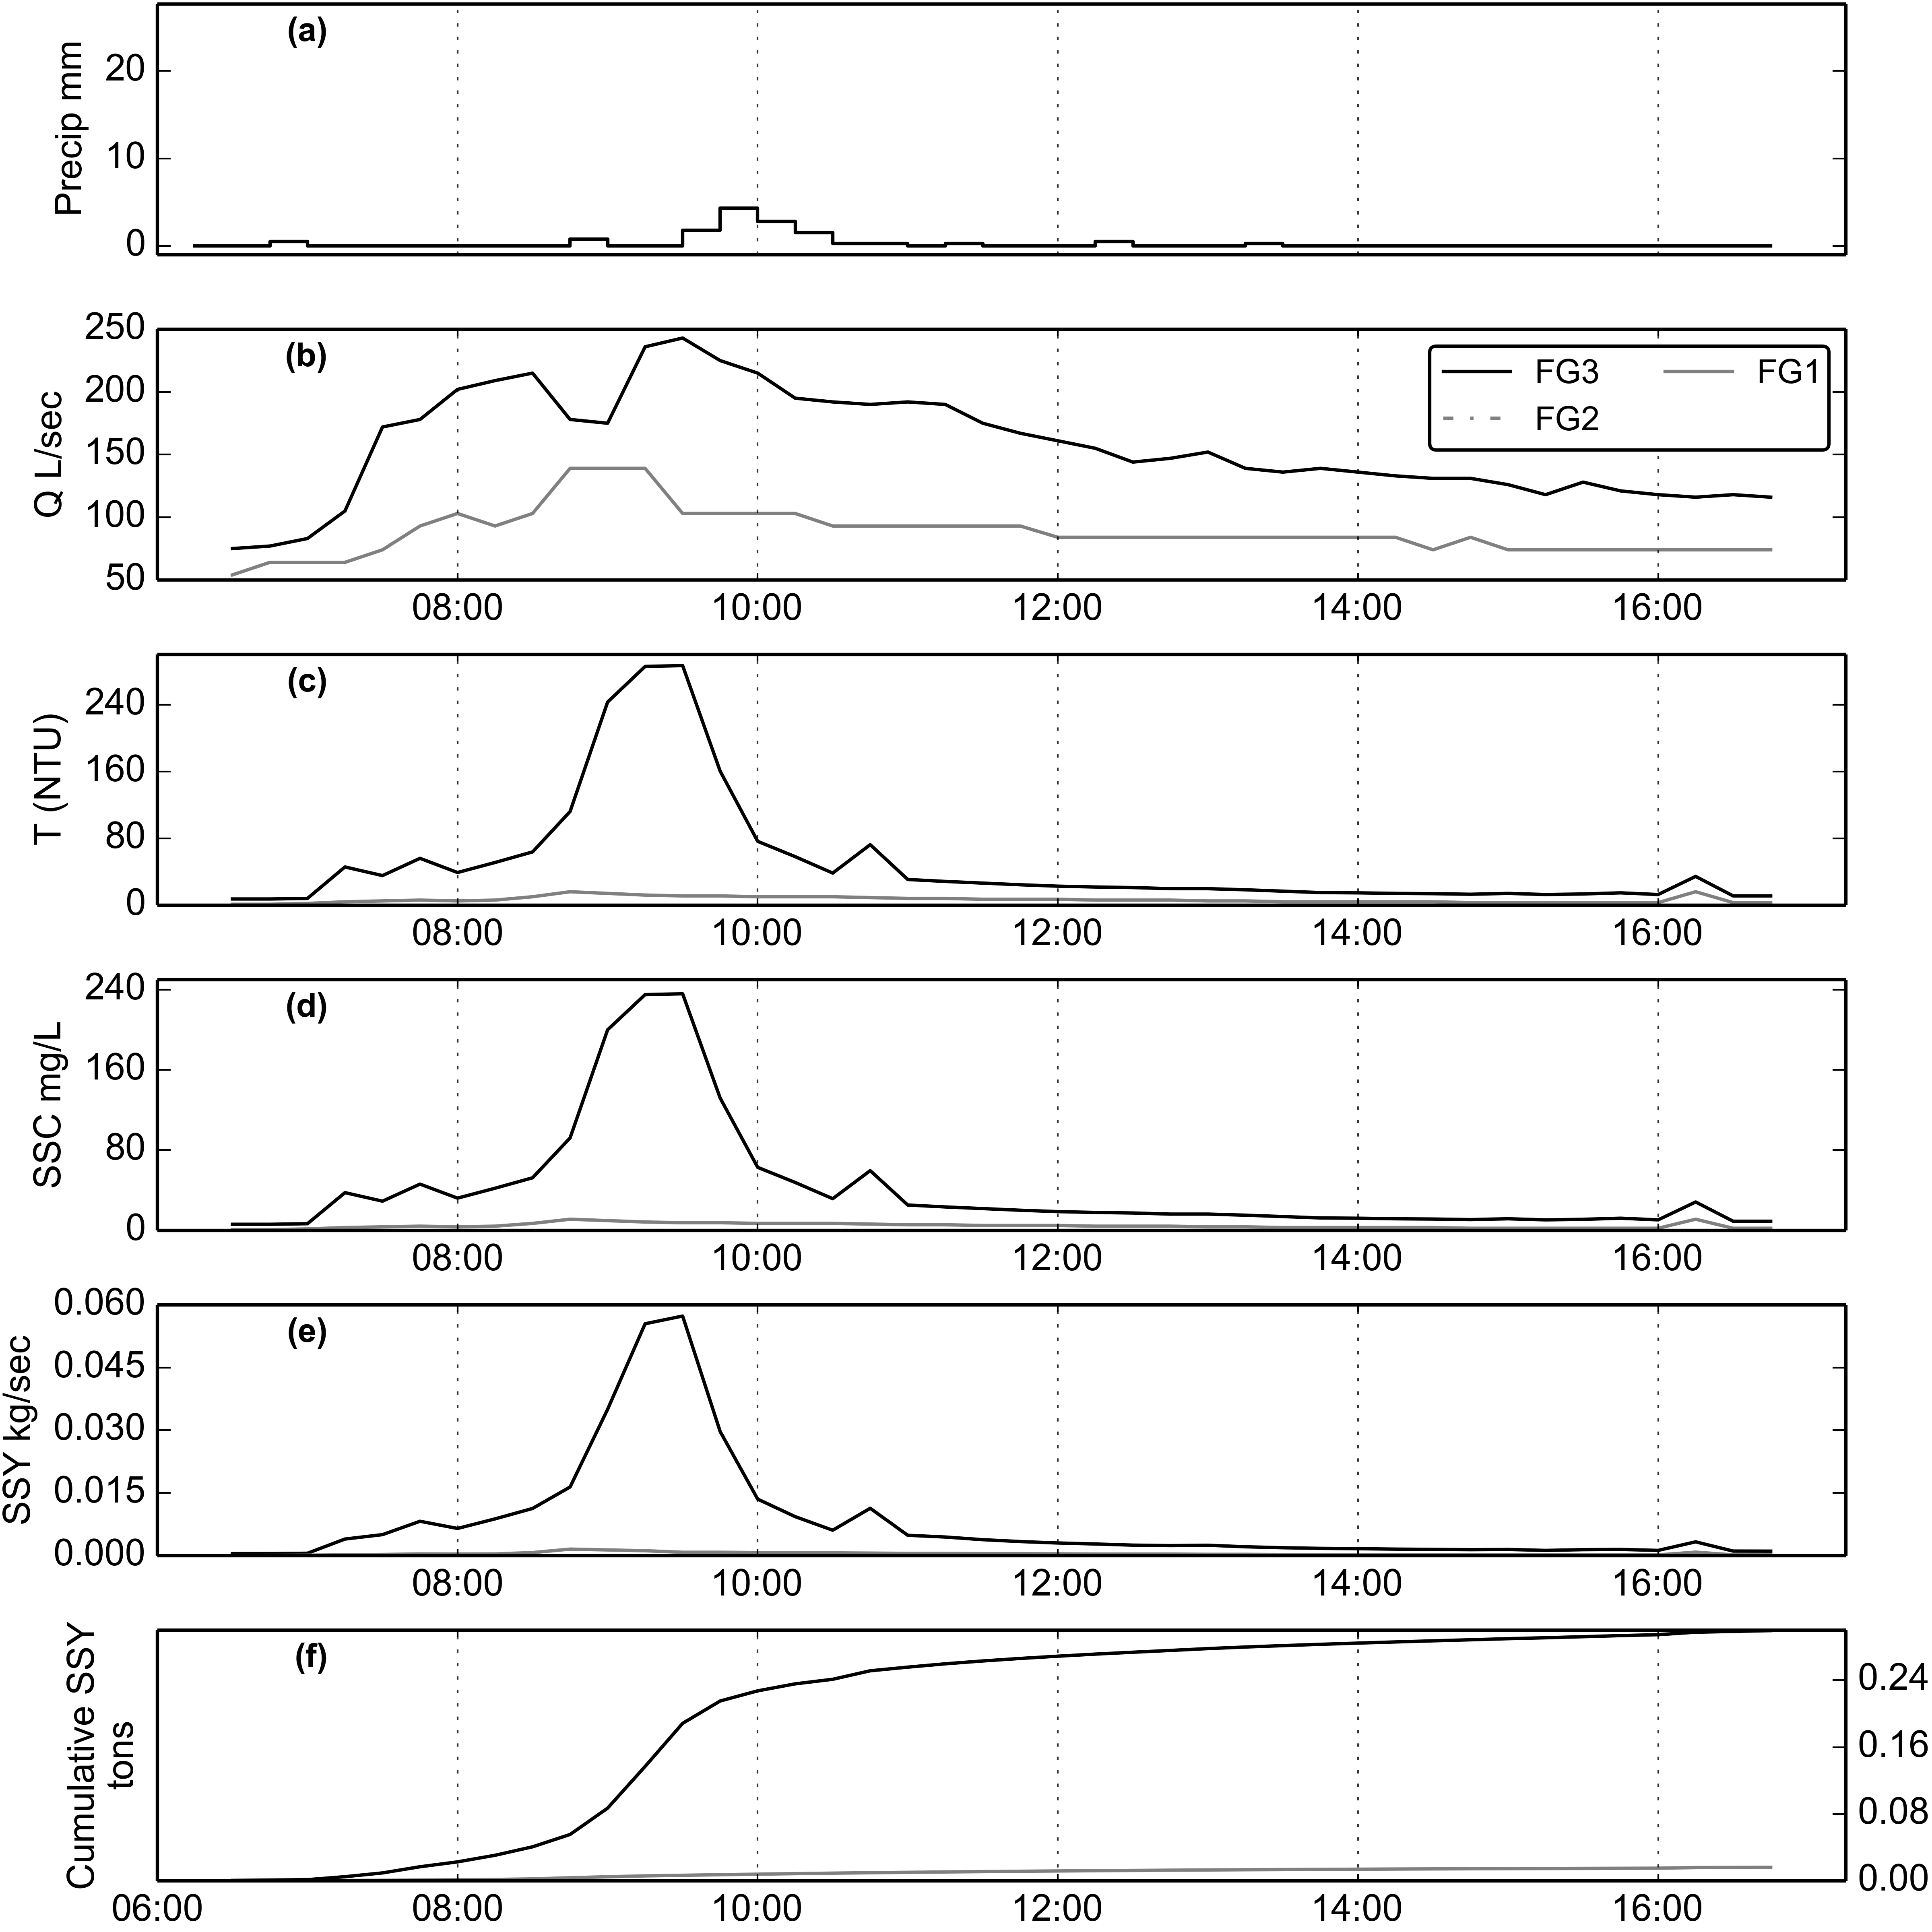 (a)
Precip mm
20
10
0
(b)
Q L/sec
250
200
150
100
50
FG3 FG1
FG2
08:00 10:00 12:00 14:00 16:00
(c)
T (NTU)
240
160
80
0
08:00 10:00 12:00 14:00 16:00
(d)
SSC mg/L
240
160
80
0
08:00 10:00 12:00 14:00 16:00
(e)
SSY kg/sec
0.060
0.045
0.030
0.015
0.000
08:00 10:00 12:00 14:00 16:00
(f)
Cumulative SSY
tons
0.24
0.16
0.08
0.00
06:00 08:00 10:00 12:00 14:00 16:00